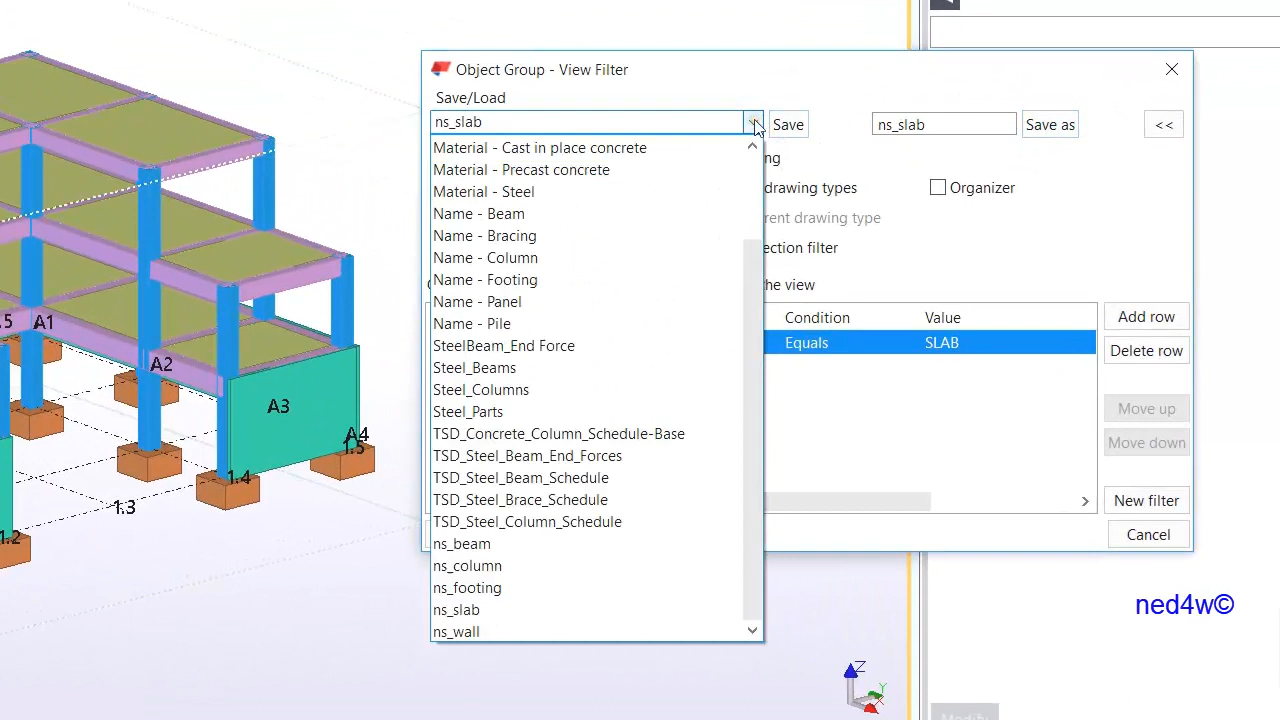 Object Group - View Filter
Save/Load
ns_slab
Save
ns_slab
Save as
<<
Material - Cast in place concrete
ng
Material - Precast concrete
drawing types
Organizer
Material - Steel
Name - Beam
rent drawing type
Name - Bracing
ection filter
Name - Column
Name - Footing
he view
Name - Panel
Condition
Value
Add row
Name - Pile
Equals
SLAB
SteelBeam_End Force
Delete row
Steel_Beams
Steel_Columns
Steel_Parts
Move up
TSD_Concrete_Column_Schedule-Base
Move down
TSD_Steel_Beam_End_Forces
TSD_Steel_Beam_Schedule
TSD_Steel_Brace_Schedule
New filter
TSD_Steel_Column_Schedule
Cancel
ns_beam
ns_column
ns_footing
ns_slab
ns_wall
.5
A1
A2
A3
A4
1.5
1.4
1.3
1.2
ned4w©
Z
Y
X
Modify